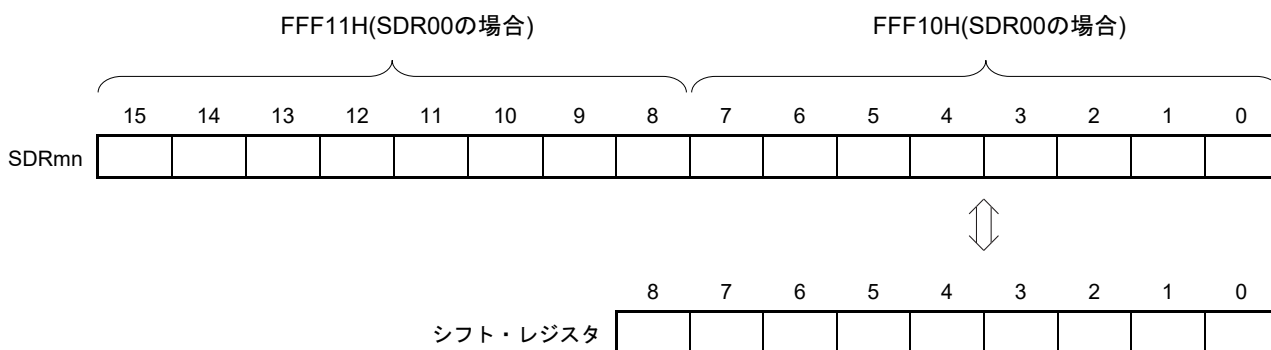 FFF11H(SDR00の場合) FFF10H(SDR00の場合)
15 14 13 12 11 10 9 8 7 6 5 4 3 2 1 0
SDRmn
8 7 6 5 4 3 2 1 0
シフト・レジスタ